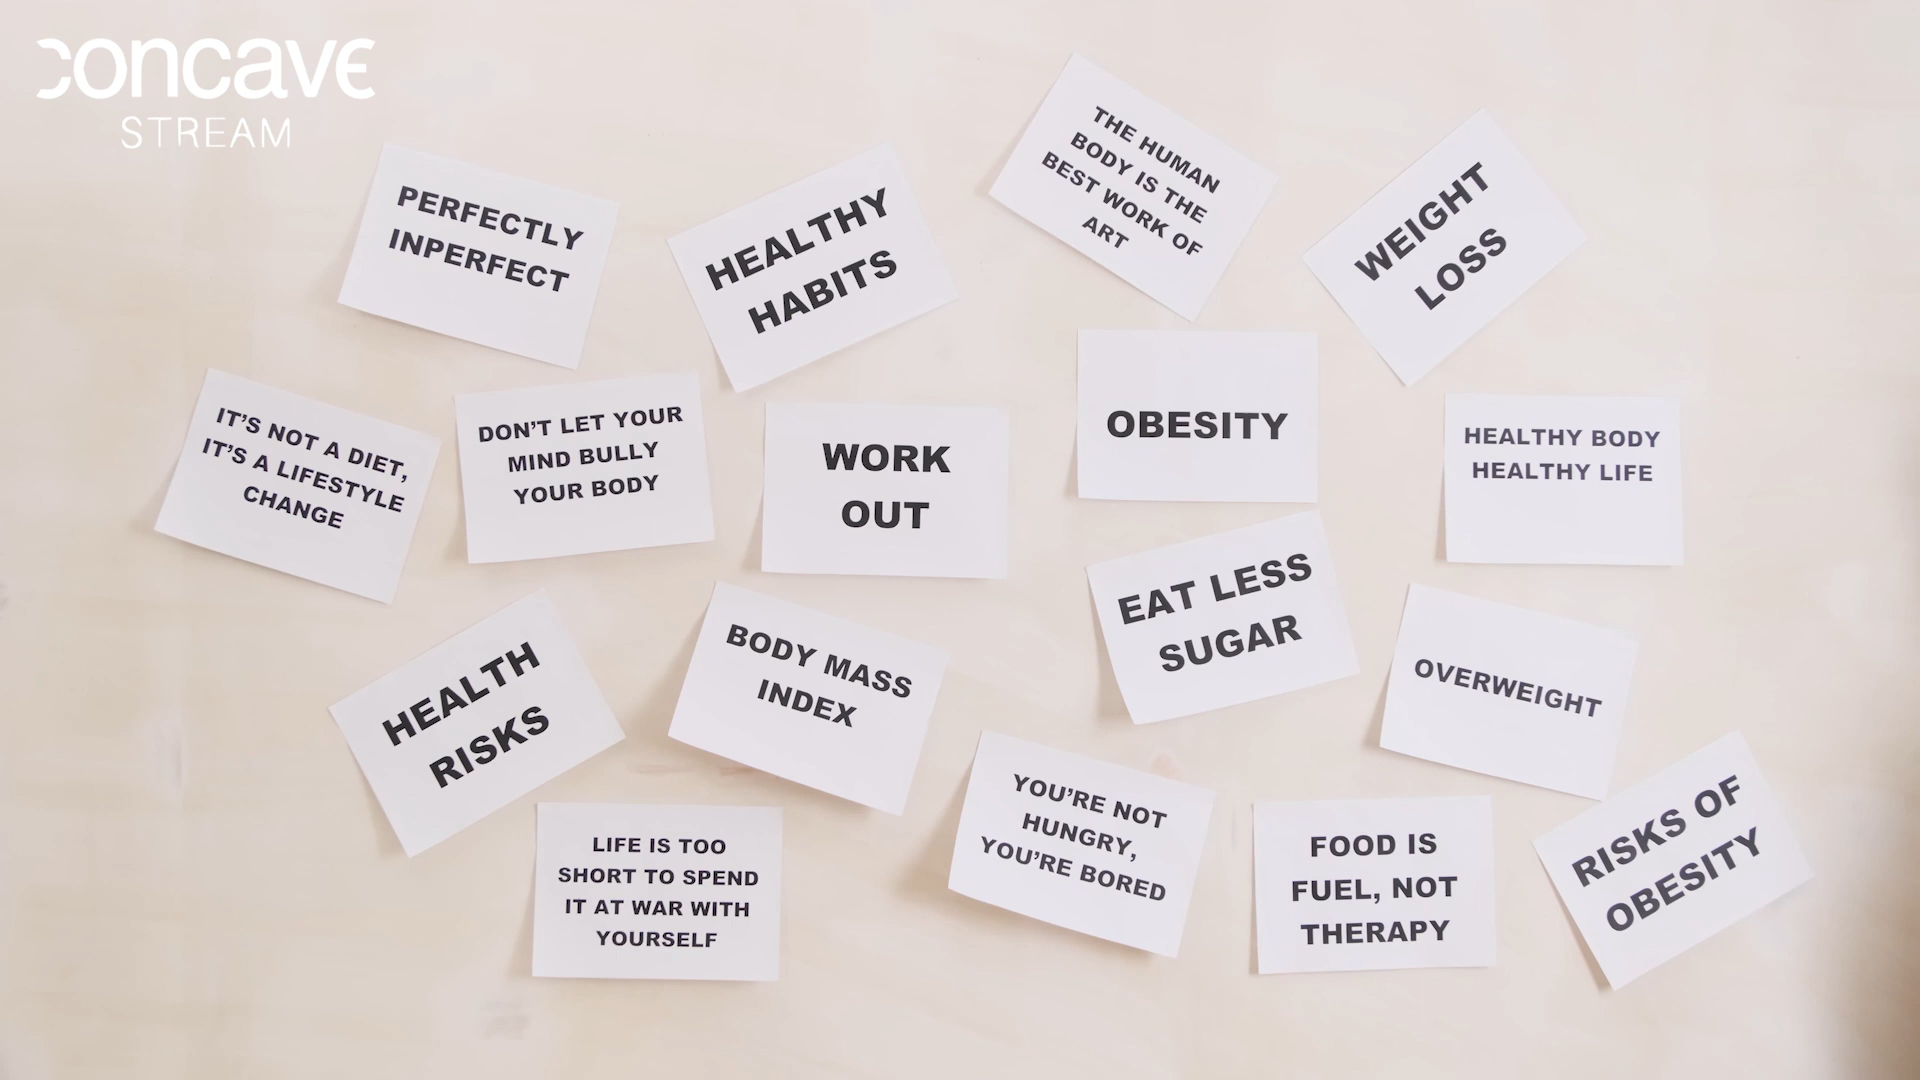 concave
STREAM
PERFECTLY
INPERFECT
HEALTHY
HABITS
THE HUMAN
BODY IS THE
BEST WORK OF
ART
WEIGHT
LOSS
IT'S NOT A DIET,
IT'S A LIFESTYLE
CHANGE
DON'T LET YOUR
MIND BULLY
YOUR BODY
WORK
OUT
OBESITY
HEALTHY BODY
HEALTHY LIFE
HEALTH
RISKS
BODY MASS
INDEX
EAT LESS
SUGAR
OVERWEIGHT
LIFE IS TOO
SHORT TO SPEND
IT AT WAR WITH
YOURSELF
YOU'RE NOT
HUNGRY,
YOU'RE BORED
FOOD IS
FUEL, NOT
THERAPY
RISKS OF
OBESITY